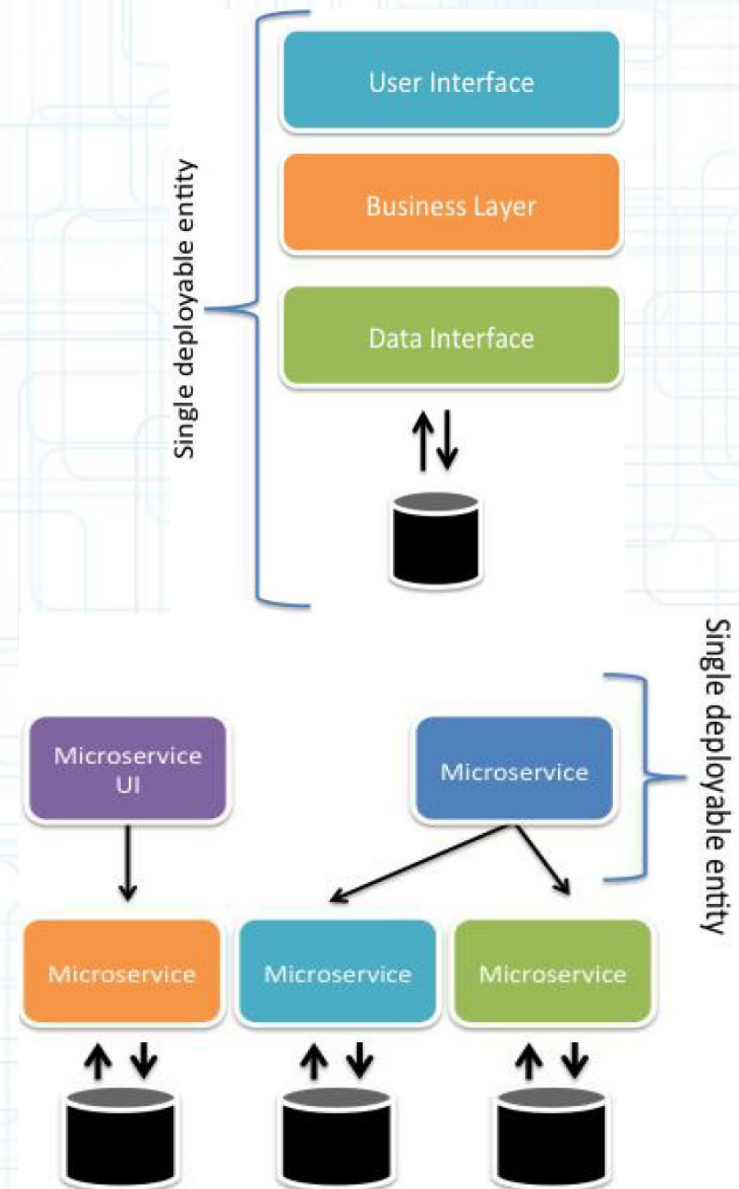 Single deployable entity
User Interface
Business Layer
Data Interface
Single deployable entity
Microservice
UI
Microservice
Microservice
Microservice
Microservice